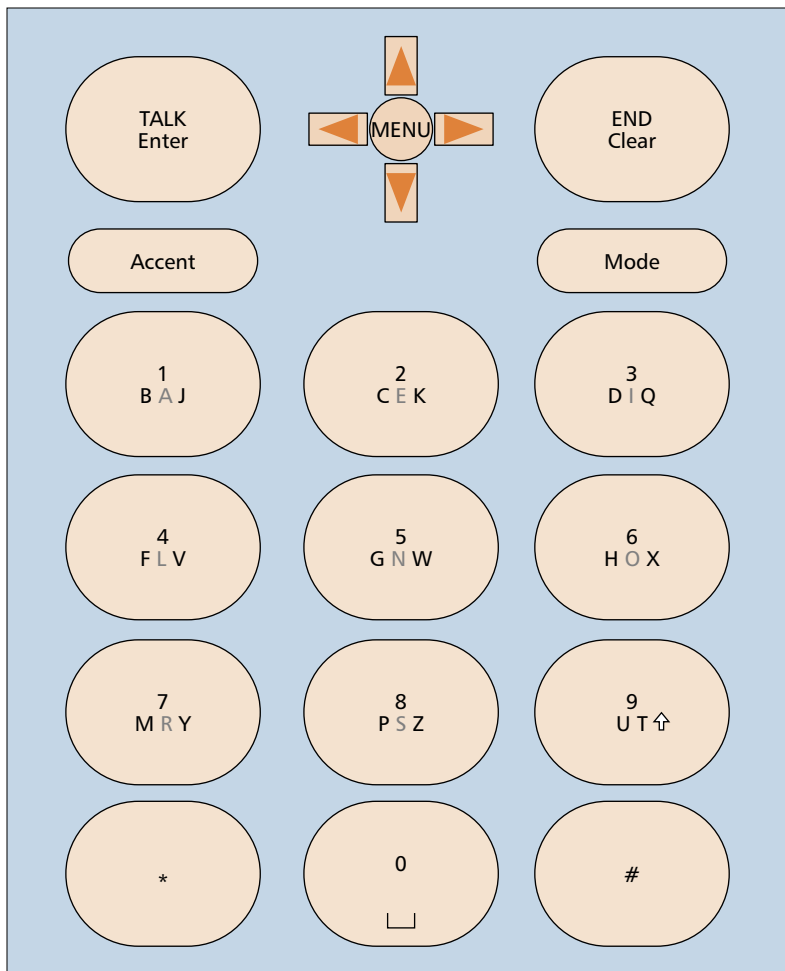 TALK
Enter
MENU
END
Clear
Accent
Mode
1
B A J
2
C E K
3
D I Q
4
F L V
5
G N W
6
H O X
7
M R Y
8
P S Z
9
U T ⇧
*
0
#